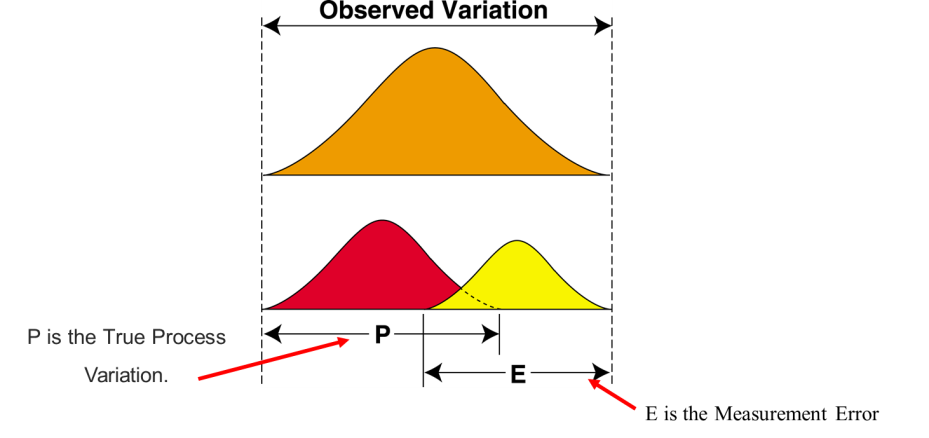 Observed Variation
P
P is the True Process
Variation.
E
E is the Measurement Error